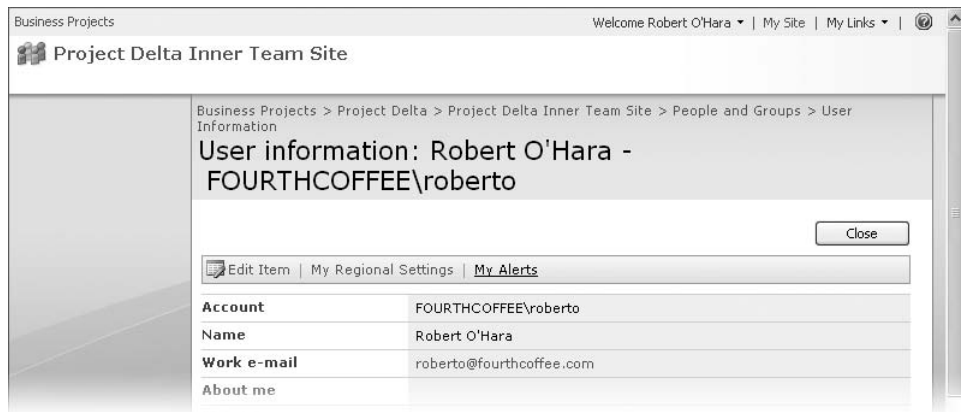 Business Projects
Welcome Robert O'Hara | My Site | My Links |
Project Delta Inner Team Site
Business Projects > Project Delta > Project Delta Inner Team Site > People and Groups > User
Information
User information: Robert O'Hara -
FOURTHCOFFEE\roberto
Close
Edit Item | My Regional Settings | My Alerts
Account FOURTHCOFFEE\roberto
Name Robert O'Hara
Work e-mail roberto@fourthcoffee.com
About me